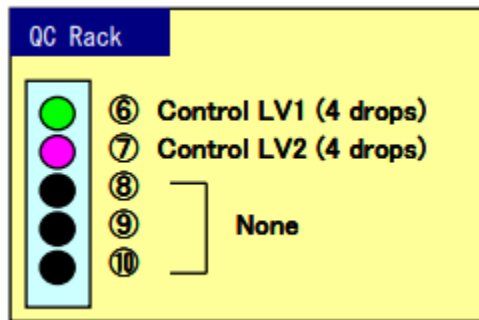 QC Rack
⑥ Control LV1 (4 drops)
⑦ Control LV2 (4 drops)
⑧
⑨ None
⑩